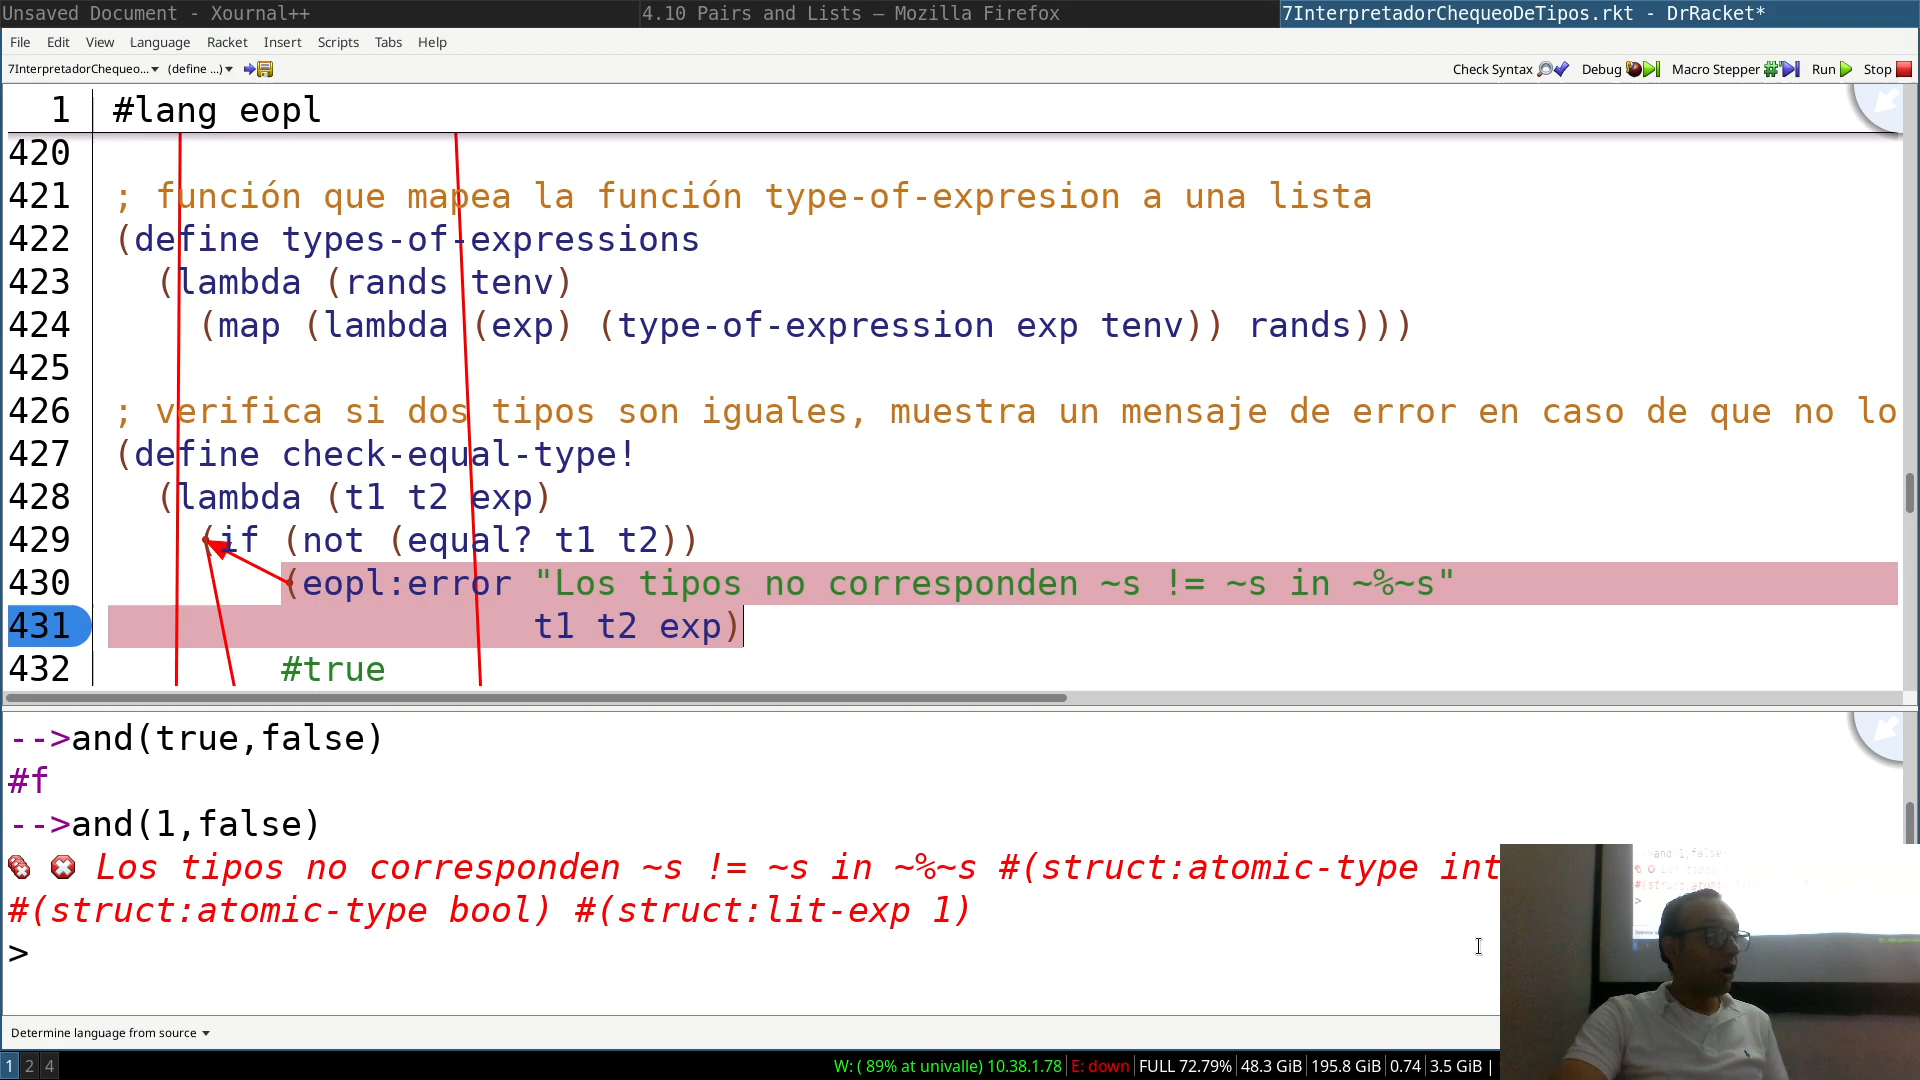 Unsaved Document - Xournal++
4.10 Pairs and Lists — Mozilla Firefox
7InterpretadorChequeoDeTipos.rkt - DrRacket*
File Edit View Language Racket Insert Scripts Tabs Help
7InterpretadorChequeo... (define ...)
Check Syntax Debug Macro Stepper Run Stop
1 #lang eopl
420
421 ; función que mapea la función type-of-expresion a una lista
422 (define types-of-expressions
423 (lambda (rands tenv)
424 (map (lambda (exp) (type-of-expression exp tenv)) rands)))
425
426 ; verifica si dos tipos son iguales, muestra un mensaje de error en caso de que no lo
427 (define check-equal-type!
428 (lambda (t1 t2 exp)
429 (if (not (equal? t1 t2))
430 (eopl:error "Los tipos no corresponden ~s != ~s in ~%~s"
431 t1 t2 exp)
432 #true
-->and(true,false)
#f
-->and(1,false)
Los tipos no corresponden ~s != ~s in ~%~s #(struct:atomic-type int
#(struct:atomic-type bool) #(struct:lit-exp 1)
>
Determine language from source
1 2 4
W: ( 89% at univalle) 10.38.1.78 E: down FULL 72.79% 48.3 GiB 195.8 GiB 0.74 3.5 GiB |